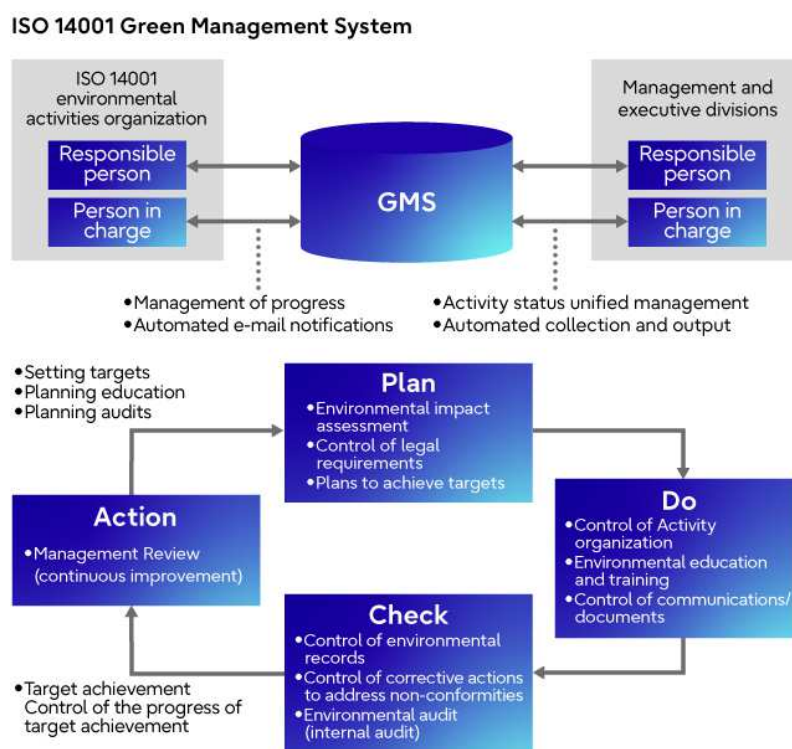 ISO 14001 Green Management System
ISO 14001
environmental
activities organization
Responsible
person
Person in
charge
GMS
Management and
executive divisions
Responsible
person
Person in
charge
•Management of progress
•Automated e-mail notifications
•Activity status unified management
•Automated collection and output
•Setting targets
•Planning education
•Planning audits
Plan
•Environmental impact
assessment
•Control of legal
requirements
•Plans to achieve targets
Do
•Control of Activity
organization
•Environmental education
and training
•Control of communications/
documents
Check
•Control of environmental
records
•Control of corrective actions
to address non-conformities
•Environmental audit
(internal audit)
Action
•Management Review
(continuous improvement)
•Target achievement
Control of the progress of
target achievement